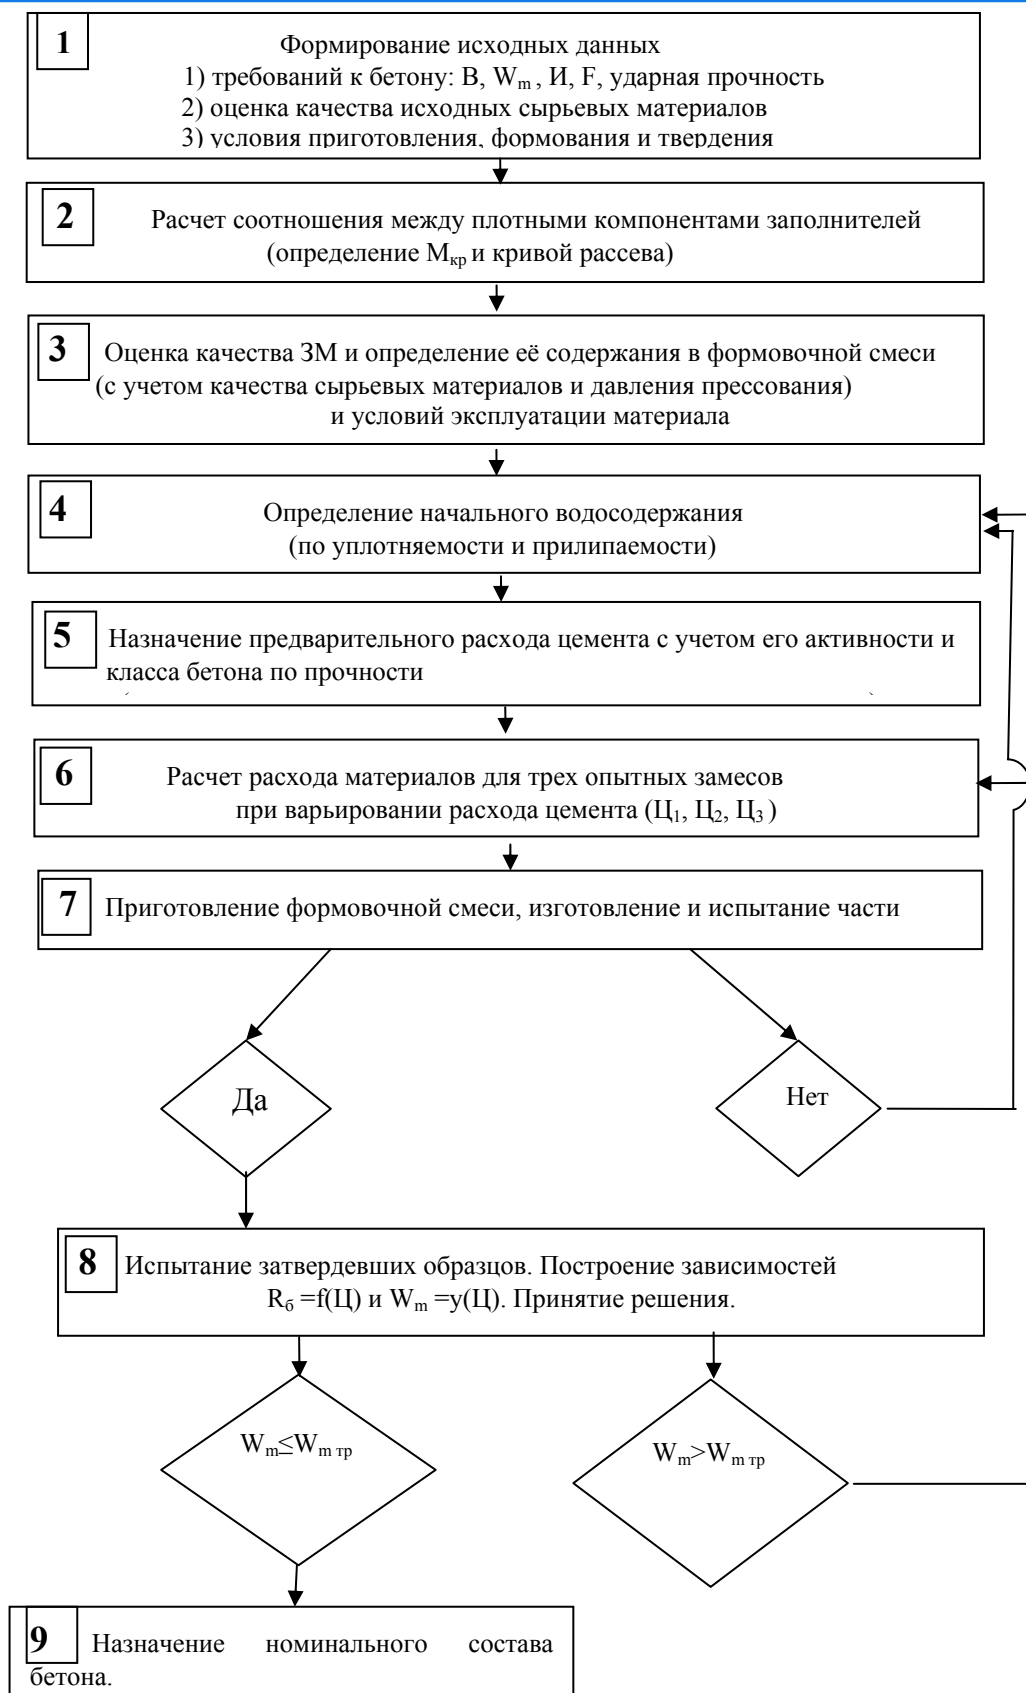 1
Формирование исходных данных
1) требований к бетону: В, Wm , И, F, ударная прочность
2) оценка качества исходных сырьевых материалов
3) условия приготовления, формования и твердения
2
Расчет соотношения между плотными компонентами заполнителей
(определение Мкр и кривой рассева)
3
Оценка качества ЗМ и определение её содержания в формовочной смеси
(с учетом качества сырьевых материалов и давления прессования)
и условий эксплуатации материала
4
Определение начального водосодержания
(по уплотняемости и прилипаемости)
5
Назначение предварительного расхода цемента с учетом его активности и
класса бетона по прочности
6
Расчет расхода материалов для трех опытных замесов
при варьировании расхода цемента (Ц1, Ц2, Ц3 )
7
Приготовление формовочной смеси, изготовление и испытание части
Да
Нет
8
Испытание затвердевших образцов. Построение зависимостей
Rб =f(Ц) и Wm =y(Ц). Принятие решения.
Wm≤Wm тр
Wm>Wm тр
9
Назначение номинального состава
бетона.